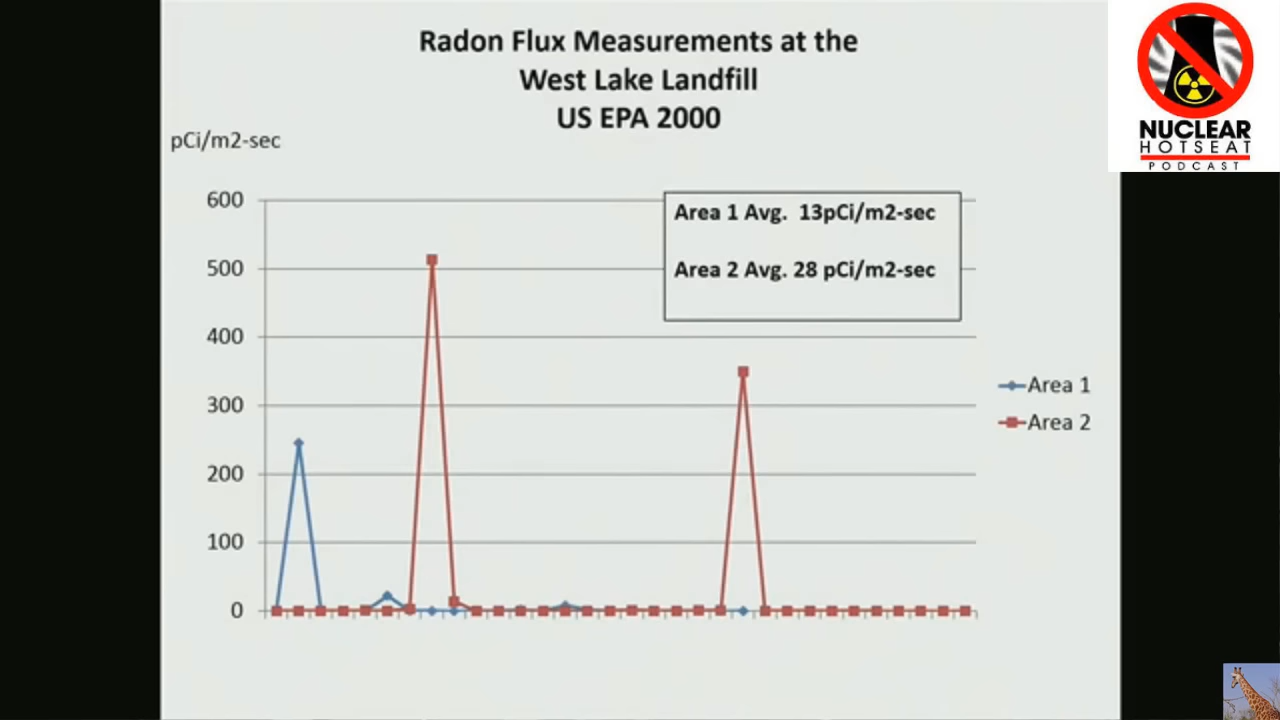 Radon Flux Measurements at the
West Lake Landfill
US EPA 2000
pCi/m2-sec
NUCLEAR
HOTSEAT
PODCAST
600
500
400
300
200
100
0
Area 1 Avg.  13pCi/m2-sec
Area 2 Avg. 28 pCi/m2-sec
Area 1
Area 2